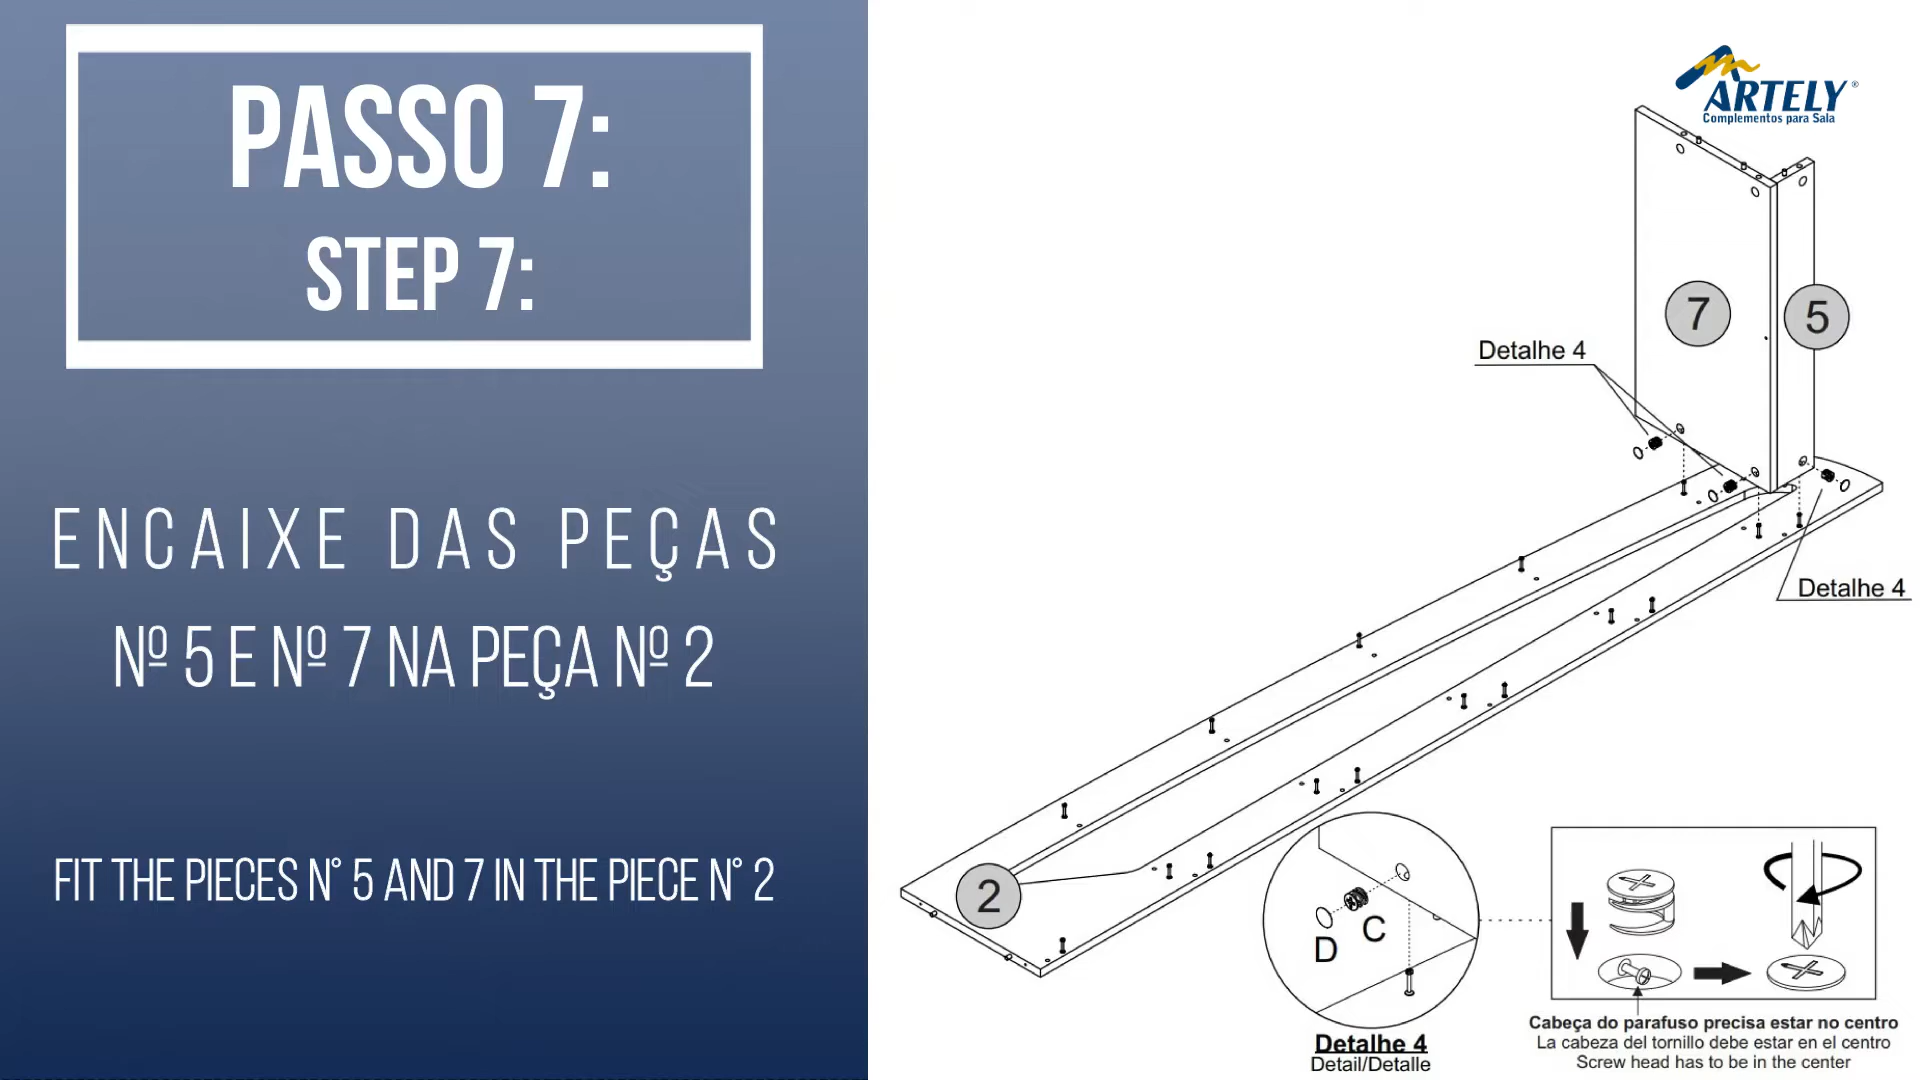 PASSO 7:
STEP 7:
ENCAIXE DAS PEÇAS
Nº 5 E Nº 7 NA PEÇA Nº 2
FIT THE PIECES N° 5 AND 7 IN THE PIECE N° 2
ARTELY®
Complementos para Sala
7
5
Detalhe 4
Detalhe 4
2
D
C
Detalhe 4
Detail/Detalle
Cabeça do parafuso precisa estar no centro
La cabeza del tornillo debe estar en el centro
Screw head has to be in the center